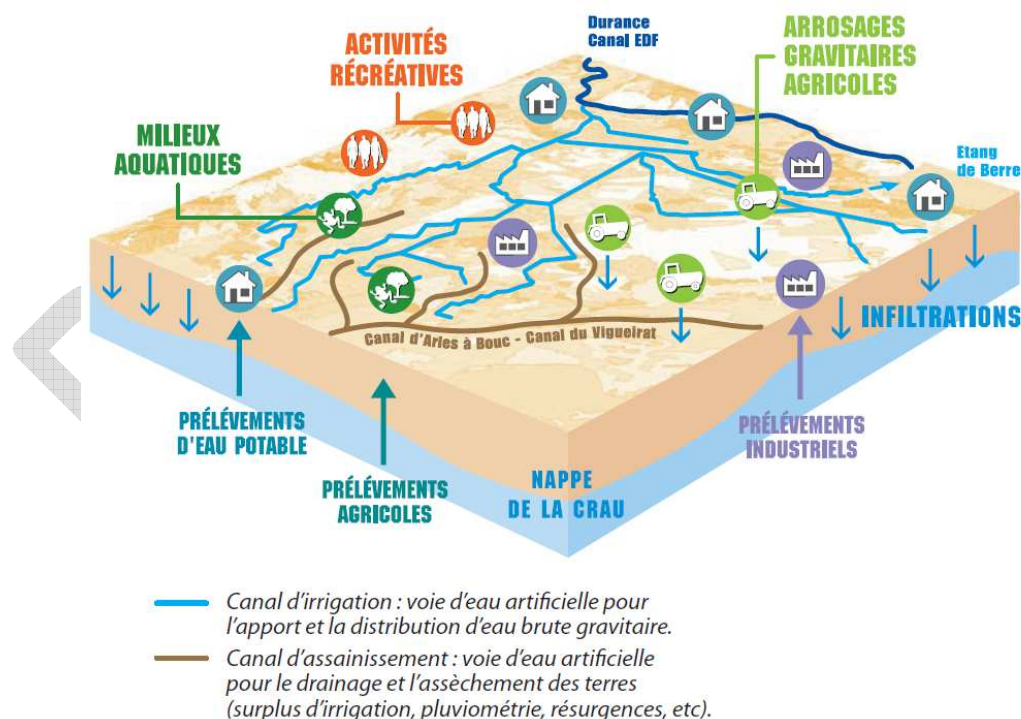 Durance
Canal EDF
ACTIVITÉS
RÉCRÉATIVES
ARROSAGES
GRAVITAIRES
AGRICOLES
MILIEUX
AQUATIQUES
Etang
de Berre
INFILTRATIONS
Canal d'Arles à Bouc - Canal du Vigueirat
PRÉLÉVEMENTS
D'EAU POTABLE
PRÉLÉVEMENTS
AGRICOLES
PRÉLÉVEMENTS
INDUSTRIELS
NAPPE
DE LA CRAU
Canal d'irrigation : voie d'eau artificielle pour
l'apport et la distribution d'eau brute gravitaire.
Canal d'assainissement : voie d'eau artificielle
pour le drainage et l'assèchement des terres
(surplus d'irrigation, pluviométrie, résurgences, etc).